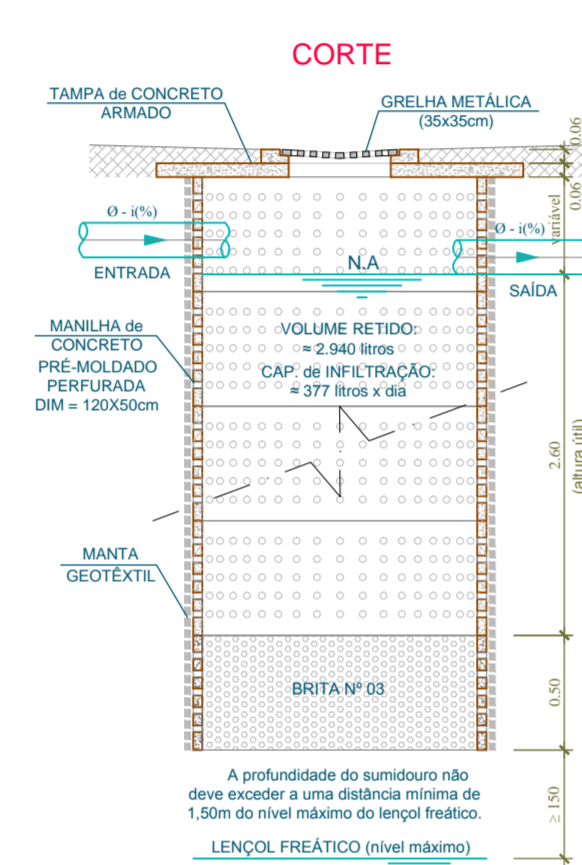 CORTE
TAMPA de CONCRETO
ARMADO
GRELHA METÁLICA
(35x35cm)
0.06
0.06
variável
Ø - i(%)
Ø - i(%)
ENTRADA
N.A
SAÍDA
MANILHA de
CONCRETO
PRÉ-MOLDADO
PERFURADA
DIM = 120X50cm
VOLUME RETIDO:
≈ 2.940 litros
CAP. de INFILTRAÇÃO:
≈ 377 litros x dia
2.60
(altura útil)
MANTA
GEOTÊXTIL
BRITA Nº 03
0.50
A profundidade do sumidouro não
deve exceder a uma distância mínima de
1,50m do nível máximo do lençol freático.
≥ 150
LENÇOL FREÁTICO (nível máximo)